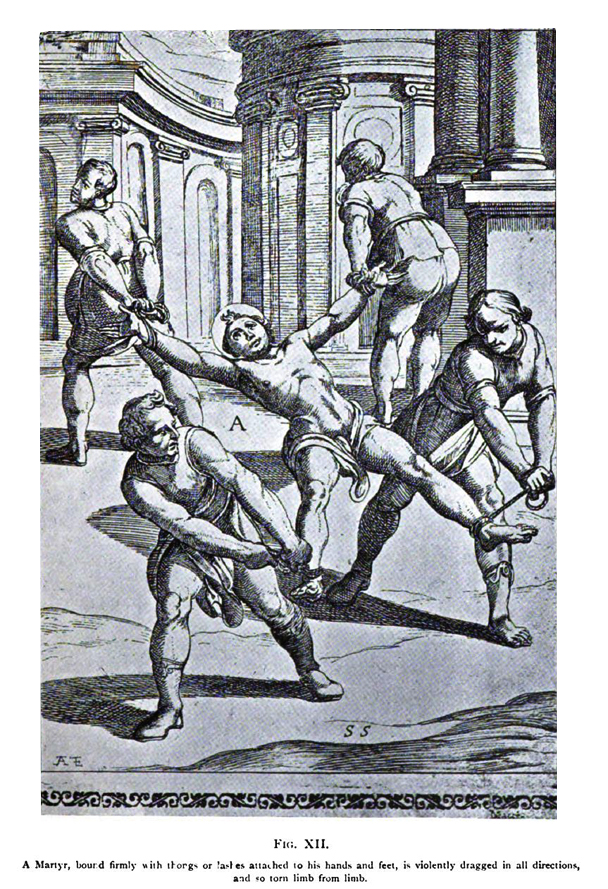 A
S S
AE
FIG. XII.
A Martyr, bound firmly with thongs or lashes attached to his hands and feet, is violently dragged in all directions,
and so torn limb from limb.